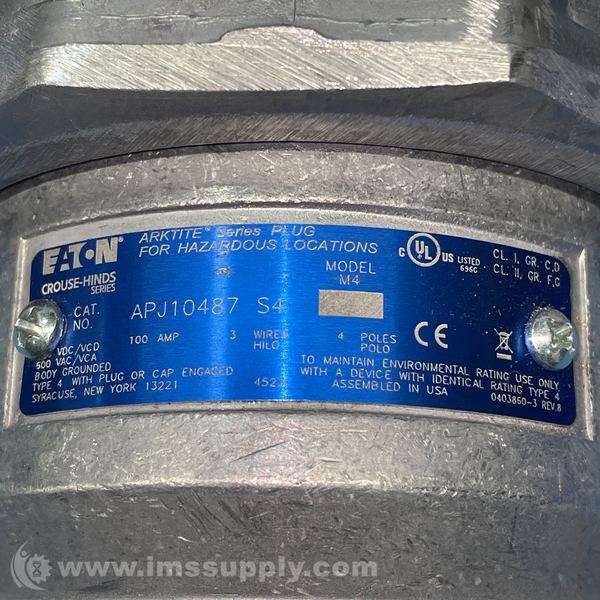 EATON
CROUSE-HINDS
SERIES
ARKTITE® Series PLUG
FOR HAZARDOUS LOCATIONS
CAT. NO. APJ10487 S4
MODEL
M4
C UL US LISTED
696G
CL. I, GR. C,D
CL. II, GR. F,G
100 AMP 3 WIRE HILO 4 POLES POLO
CE
VDC/VCD
500 VAC/VCA
BODY GROUNDED
TYPE 4 WITH PLUG OR CAP ENGAGED
SYRACUSE, NEW YORK 13221
TO MAINTAIN ENVIRONMENTAL RATING USE ONLY
WITH A DEVICE WITH IDENTICAL RATING TYPE 4
ASSEMBLED IN USA
0403860-3 REV.8
www.imssupply.com